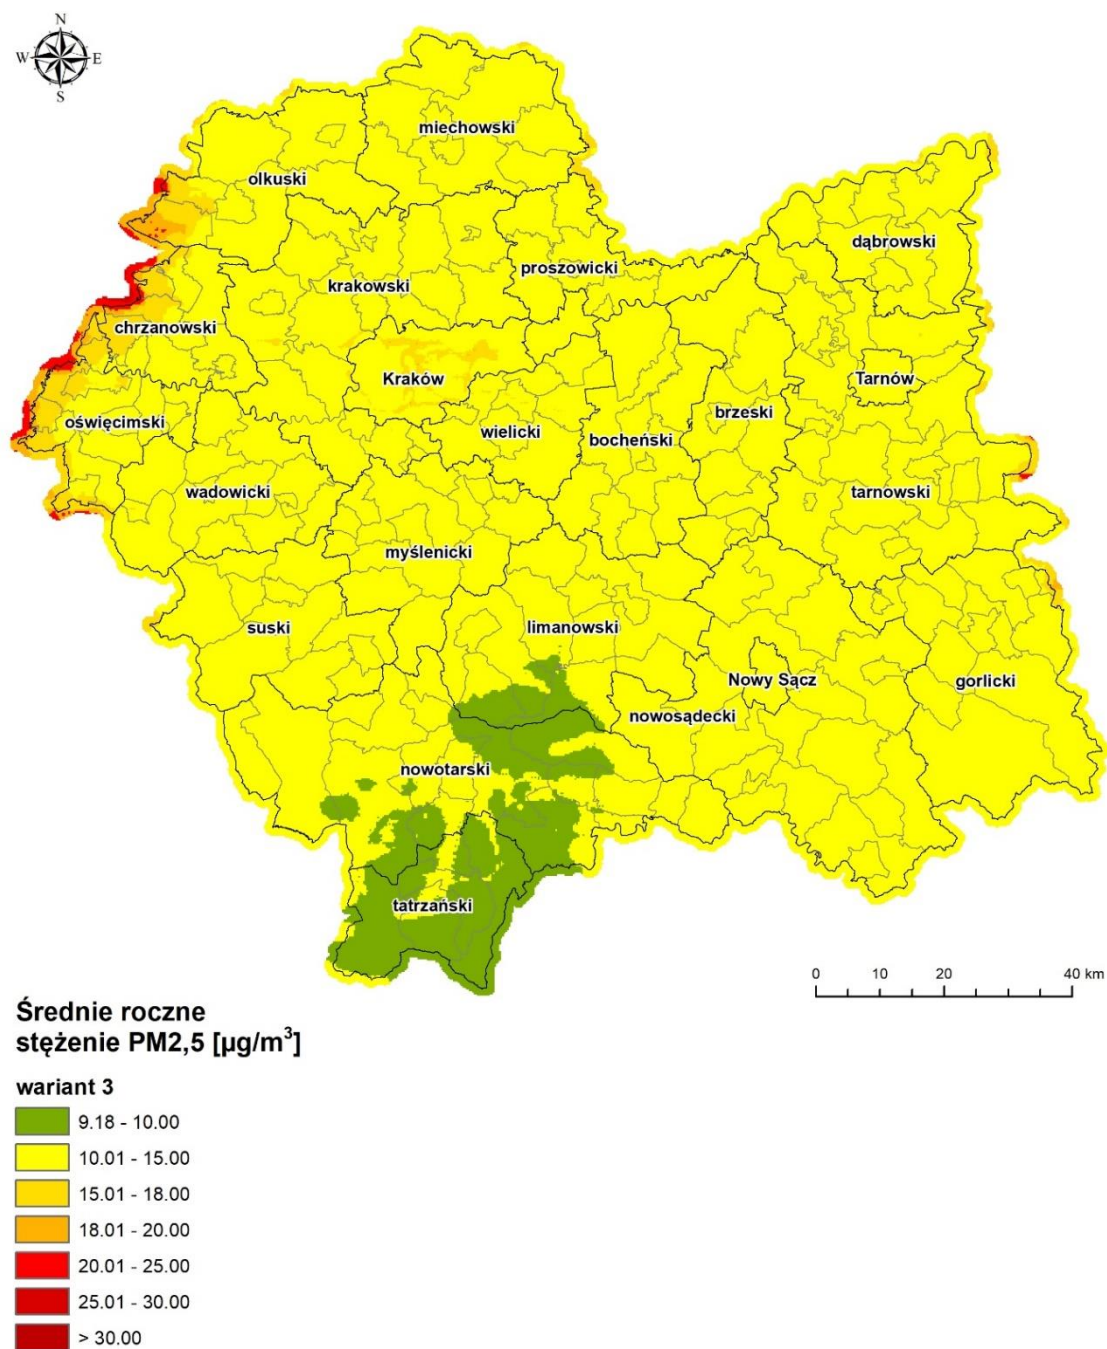 N
W E
S
miechowski
olkuski
dąbrowski
proszowicki
krakowski
chrzanowski
Kraków
Tarnów
brzeski
oświęcimski
wielicki
bocheński
wadowicki
tarnowski
myślenicki
suski
limanowski
Nowy Sącz
gorlicki
nowosądecki
nowotarski
tatrzański
0 10 20 40 km
Średnie roczne
stężenie PM2,5 [µg/m³]
wariant 3
9.18 - 10.00
10.01 - 15.00
15.01 - 18.00
18.01 - 20.00
20.01 - 25.00
25.01 - 30.00
> 30.00